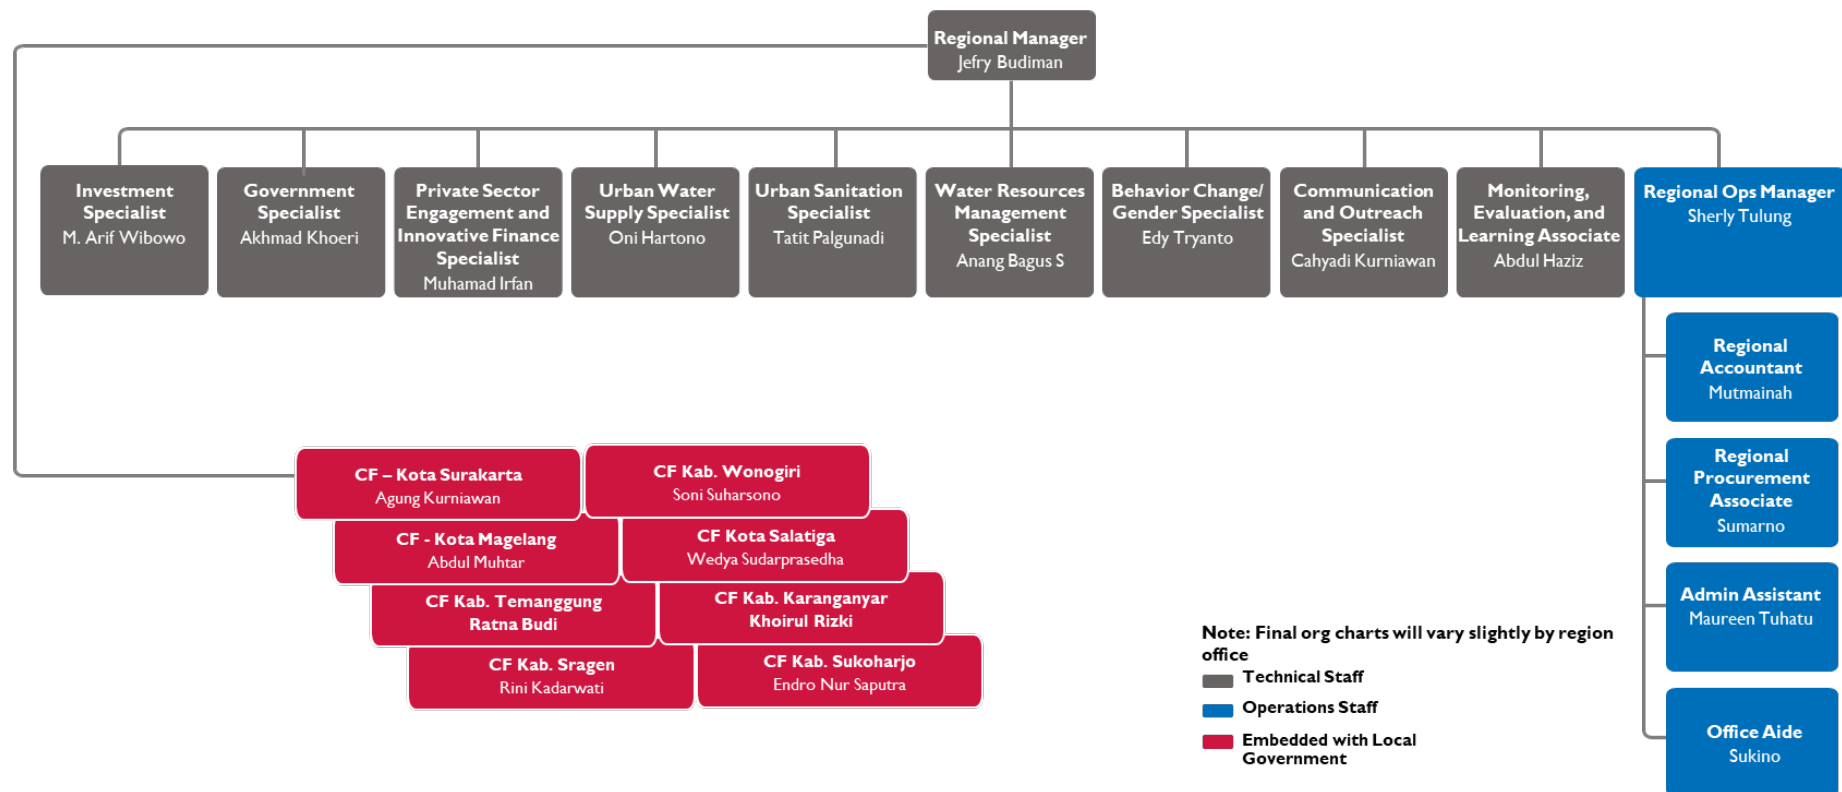 Regional Manager
Jefry Budiman
Investment
Specialist
M. Arif Wibowo
Government
Specialist
Akhmad Khoeri
Private Sector
Engagement and
Innovative Finance
Specialist
Muhamad Irfan
Urban Water
Supply Specialist
Oni Hartono
Urban Sanitation
Specialist
Tatit Palgunadi
Water Resources
Management
Specialist
Anang Bagus S
Behavior Change/
Gender Specialist
Edy Tryanto
Communication
and Outreach
Specialist
Cahyadi Kurniawan
Monitoring,
Evaluation, and
Learning Associate
Abdul Haziz
Regional Ops Manager
Sherly Tulung
Regional
Accountant
Mutmainah
Regional
Procurement
Associate
Sumarno
Admin Assistant
Maureen Tuhatu
Office Aide
Sukino
CF – Kota Surakarta
Agung Kurniawan
CF Kab. Wonogiri
Soni Suharsono
CF - Kota Magelang
Abdul Muhtar
CF Kota Salatiga
Wedya Sudarprasedha
CF Kab. Temanggung
Ratna Budi
CF Kab. Karanganyar
Khoirul Rizki
CF Kab. Sragen
Rini Kadarwati
CF Kab. Sukoharjo
Endro Nur Saputra
Note: Final org charts will vary slightly by region
office
Technical Staff
Operations Staff
Embedded with Local
Government